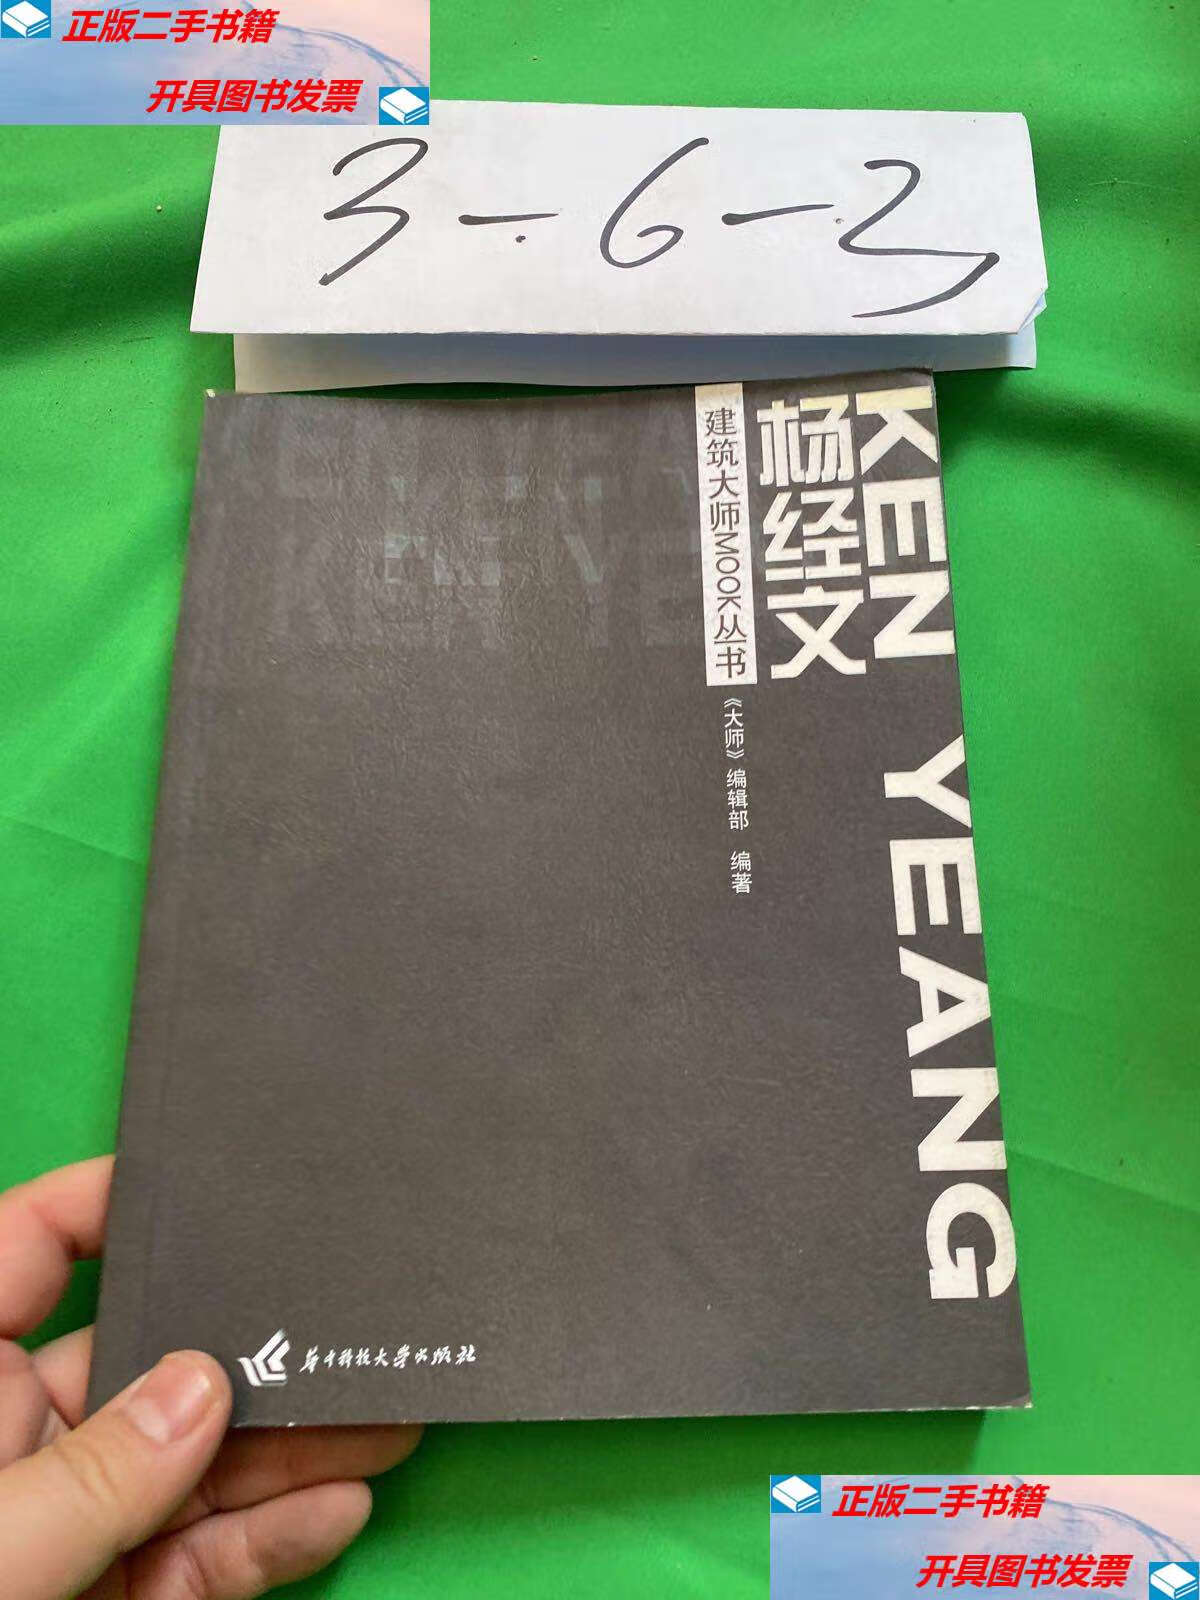 正版二手书籍
开具图书发票
3-6-2
KEN YEANG
杨经文
建筑大师MOOK丛书
《大师》编辑部 编著
华中科技大学出版社
正版二手书籍
开具图书发票